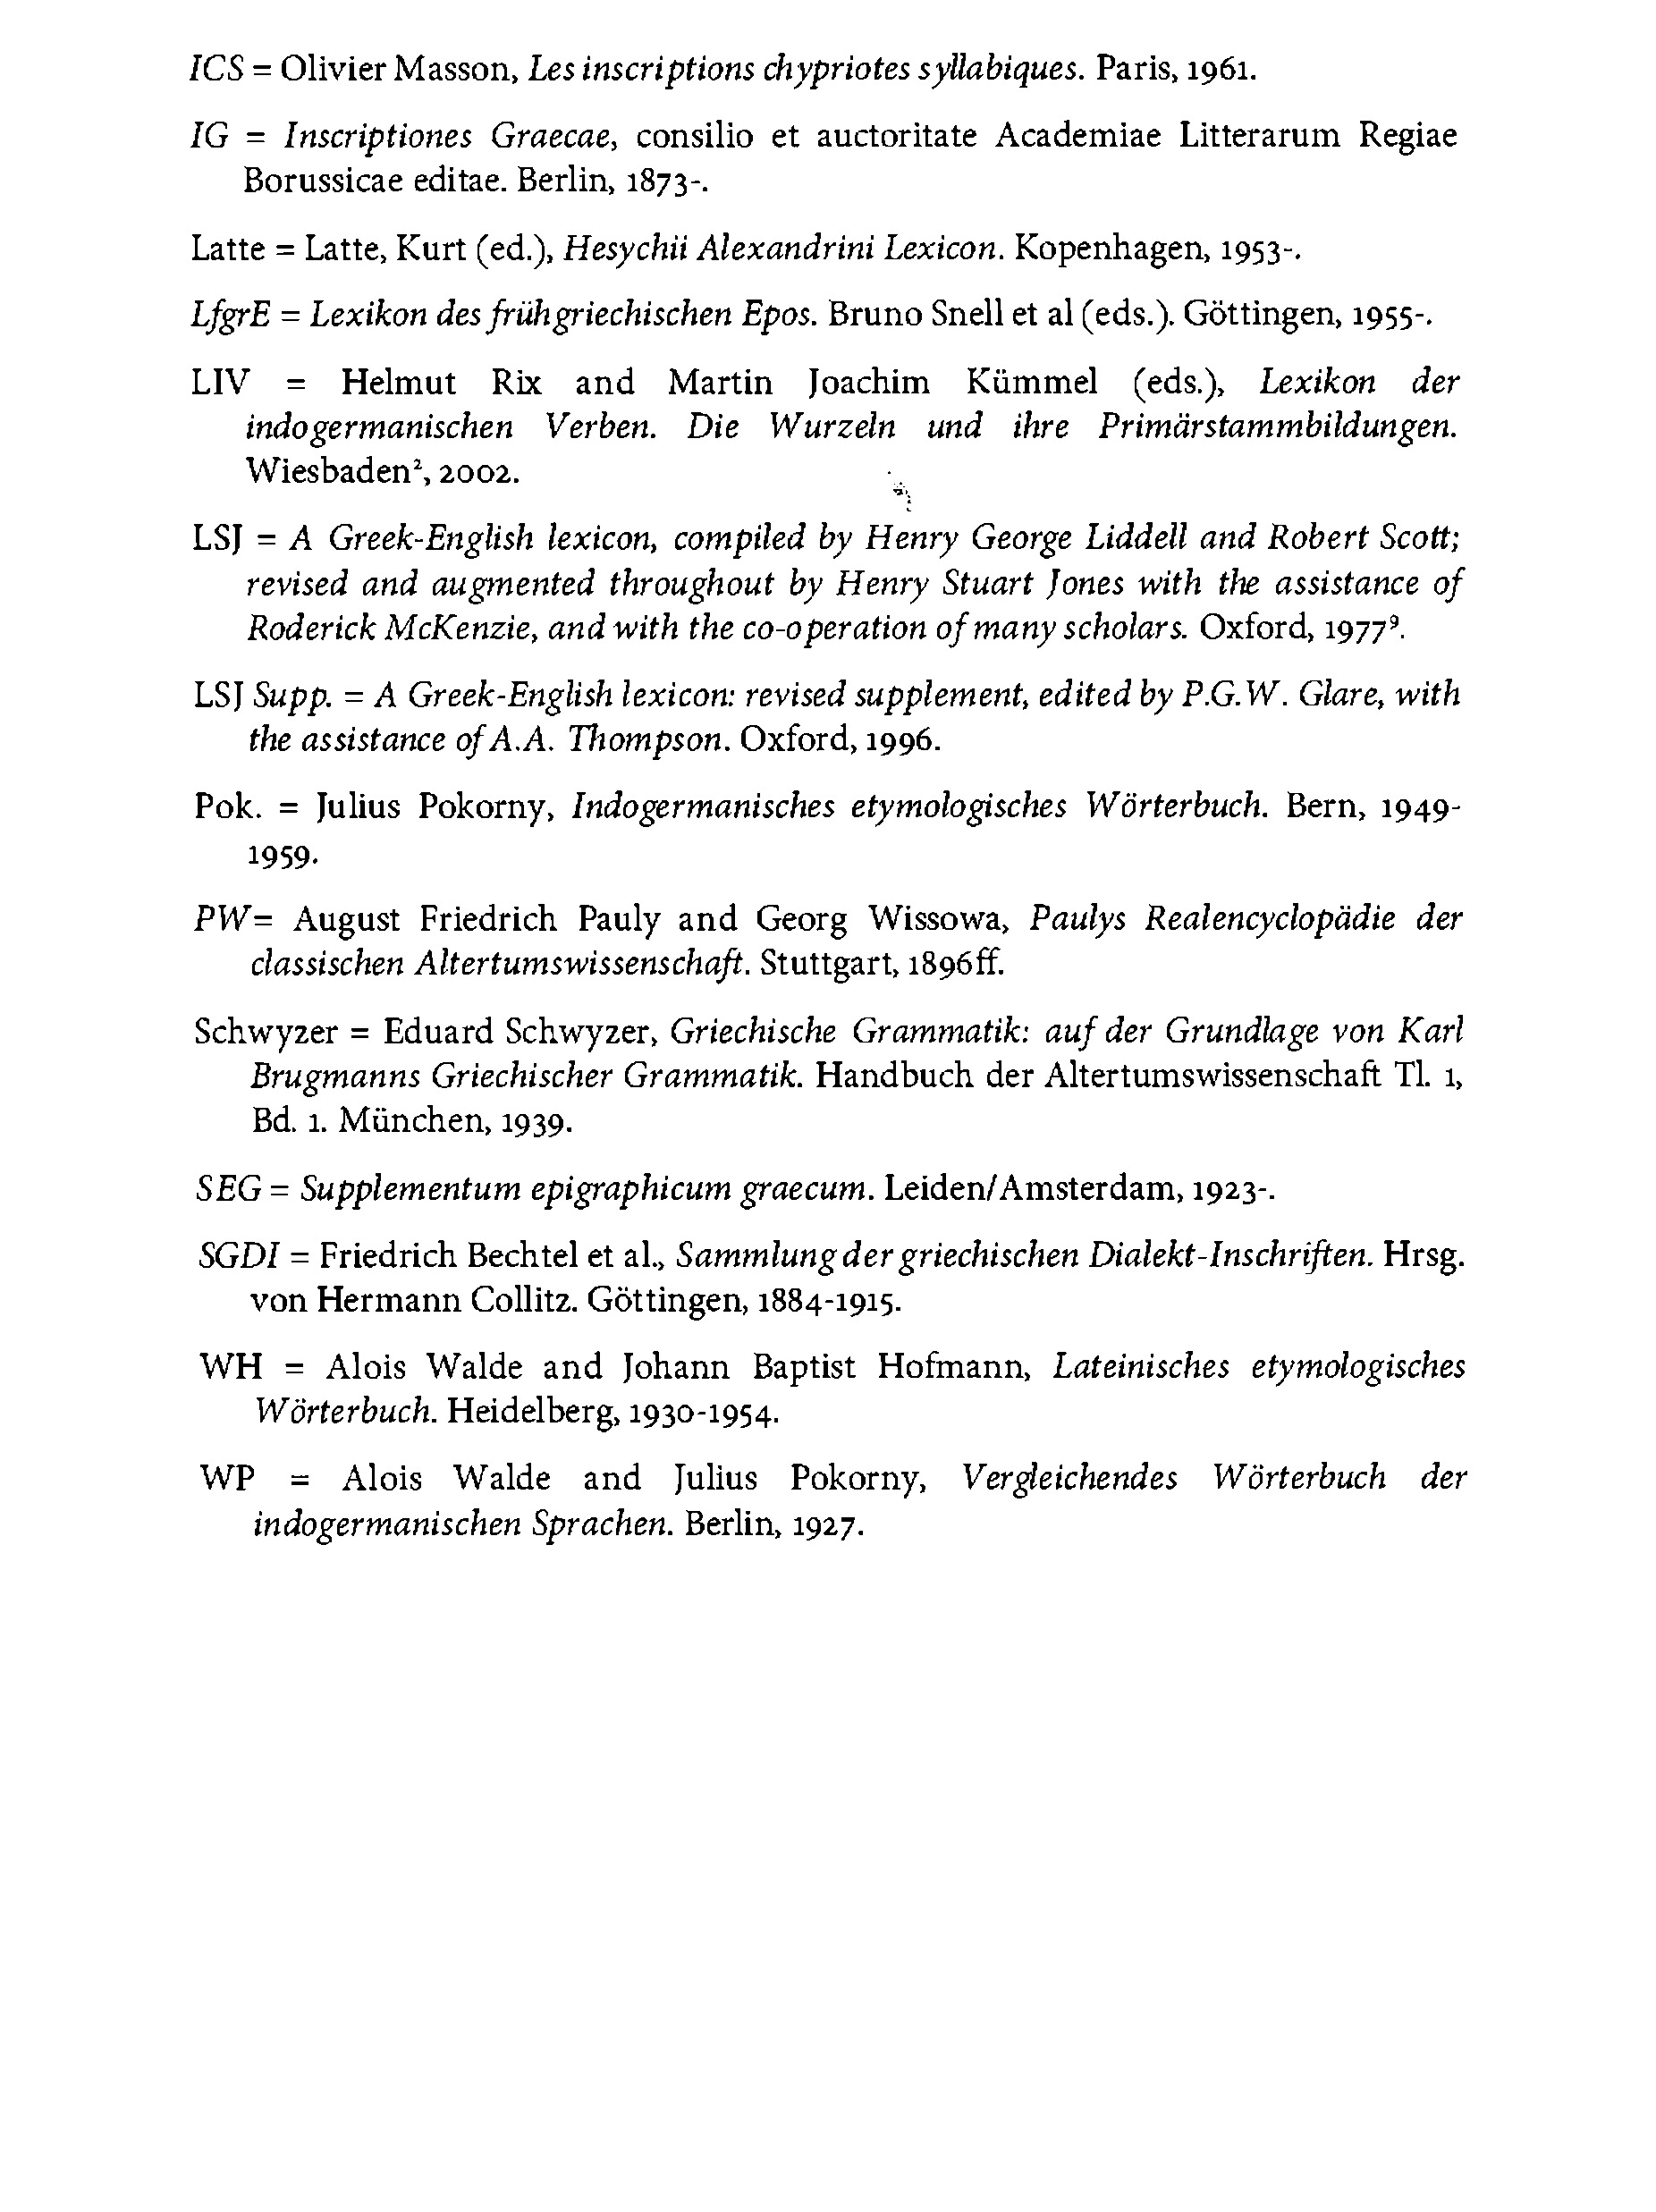 ICS = Olivier Masson, Les inscriptions chypriotes syllabiques. Paris, 1961.
IG = Inscriptiones Graecae, consilio et auctoritate Academiae Litterarum Regiae
Borussicae editae. Berlin, 1873-.
Latte = Latte, Kurt (ed.), Hesychii Alexandrini Lexicon. Kopenhagen, 1953-.
LfgrE = Lexikon des frühgriechischen Epos. Bruno Snell et al (eds.). Göttingen, 1955-.
LIV = Helmut Rix and Martin Joachim Kümmel (eds.), Lexikon der
indogermanischen Verben. Die Wurzeln und ihre Primärstammbildungen.
Wiesbaden², 2002.
LSJ = A Greek-English lexicon, compiled by Henry George Liddell and Robert Scott;
revised and augmented throughout by Henry Stuart Jones with the assistance of
Roderick McKenzie, and with the co-operation of many scholars. Oxford, 1977⁹.
LSJ Supp. = A Greek-English lexicon: revised supplement, edited by P.G.W. Glare, with
the assistance of A.A. Thompson. Oxford, 1996.
Pok. = Julius Pokorny, Indogermanisches etymologisches Wörterbuch. Bern, 1949-
1959.
PW= August Friedrich Pauly and Georg Wissowa, Paulys Realencyclopädie der
classischen Altertumswissenschaft. Stuttgart, 1896ff.
Schwyzer = Eduard Schwyzer, Griechische Grammatik: auf der Grundlage von Karl
Brugmanns Griechischer Grammatik. Handbuch der Altertumswissenschaft Tl. 1,
Bd. 1. München, 1939.
SEG = Supplementum epigraphicum graecum. Leiden/Amsterdam, 1923-.
SGDI = Friedrich Bechtel et al., Sammlung der griechischen Dialekt-Inschriften. Hrsg.
von Hermann Collitz. Göttingen, 1884-1915.
WH = Alois Walde and Johann Baptist Hofmann, Lateinisches etymologisches
Wörterbuch. Heidelberg, 1930-1954.
WP = Alois Walde and Julius Pokorny, Vergleichendes Wörterbuch der
indogermanischen Sprachen. Berlin, 1927.